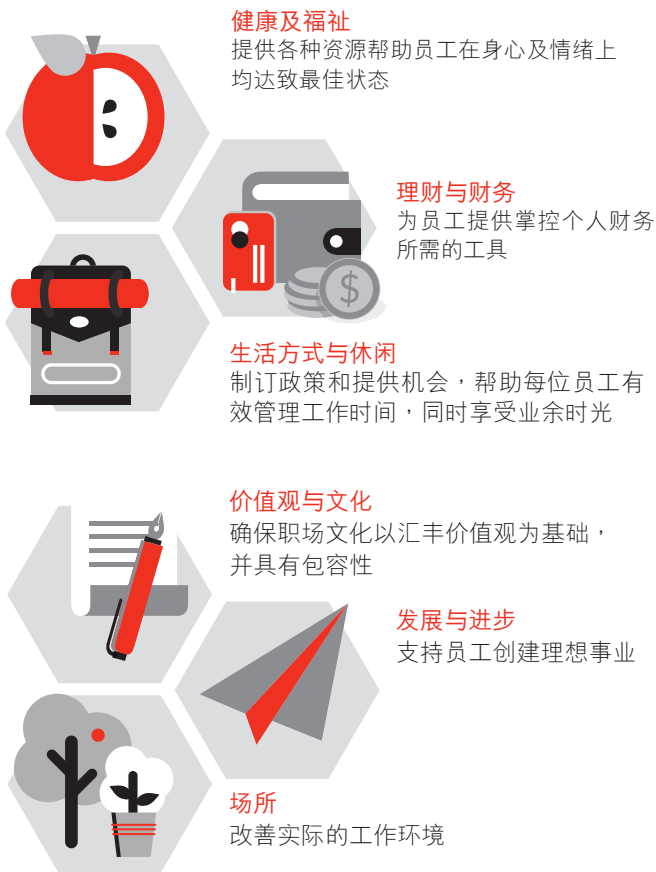 健康及福祉
提供各种资源帮助员工在身心及情绪上
均达致最佳状态
理财与财务
为员工提供掌控个人财务
所需的工具
$
生活方式与休闲
制订政策和提供机会，帮助每位员工有
效管理工作时间，同时享受业余时光
价值观与文化
确保职场文化以汇丰价值观为基础，
并具有包容性
发展与进步
支持员工创建理想事业
场所
改善实际的工作环境